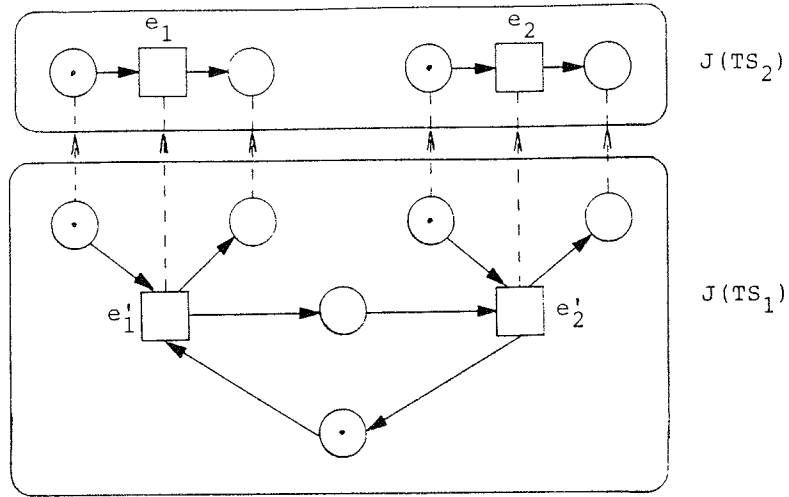 e₁
e₂
J(TS₂)
e'₁
e'₂
J(TS₁)